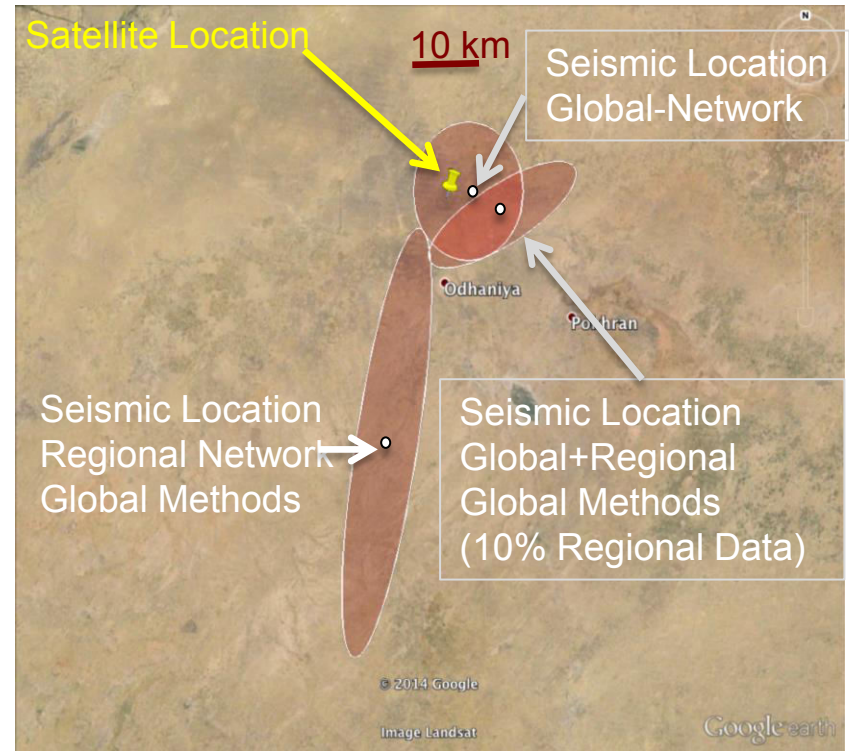 N
Satellite Location
10 km
Seismic Location
Global-Network
Odhaniya
Pokhran
Seismic Location
Regional Network
Global Methods
Seismic Location
Global+Regional
Global Methods
(10% Regional Data)
© 2014 Google
Image Landsat
Google earth